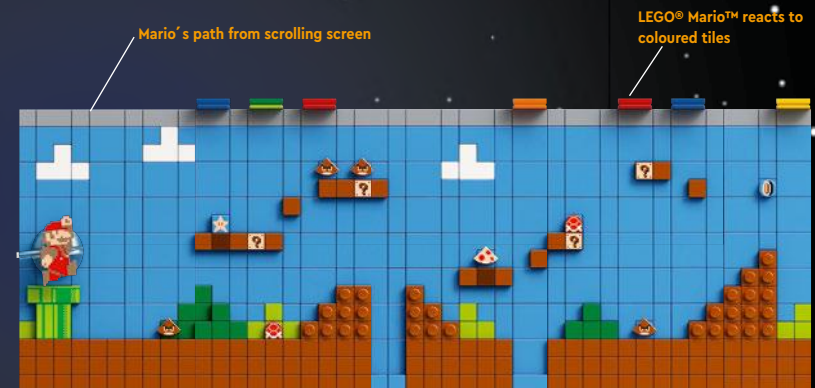 Mario´s path from scrolling screen
LEGO® Mario™ reacts to
coloured tiles
?
?
?
?